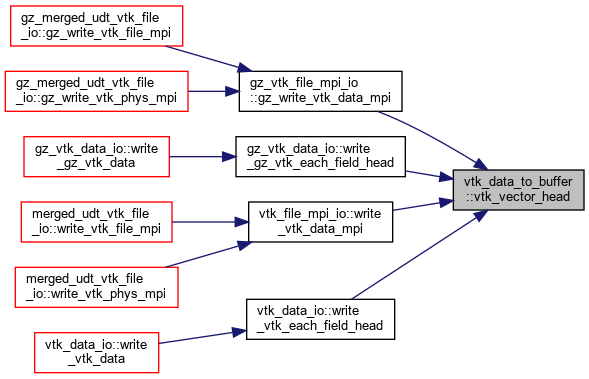 gz_merged_udt_vtk_file
_io::gz_write_vtk_file_mpi
gz_merged_udt_vtk_file
_io::gz_write_vtk_phys_mpi
gz_vtk_file_mpi_io
::gz_write_vtk_data_mpi
gz_vtk_data_io::write
_gz_vtk_data
gz_vtk_data_io::write
_gz_vtk_each_field_head
vtk_data_to_buffer
::vtk_vector_head
merged_udt_vtk_file
_io::write_vtk_file_mpi
vtk_file_mpi_io::write
_vtk_data_mpi
merged_udt_vtk_file
_io::write_vtk_phys_mpi
vtk_data_io::write
_vtk_each_field_head
vtk_data_io::write
_vtk_data